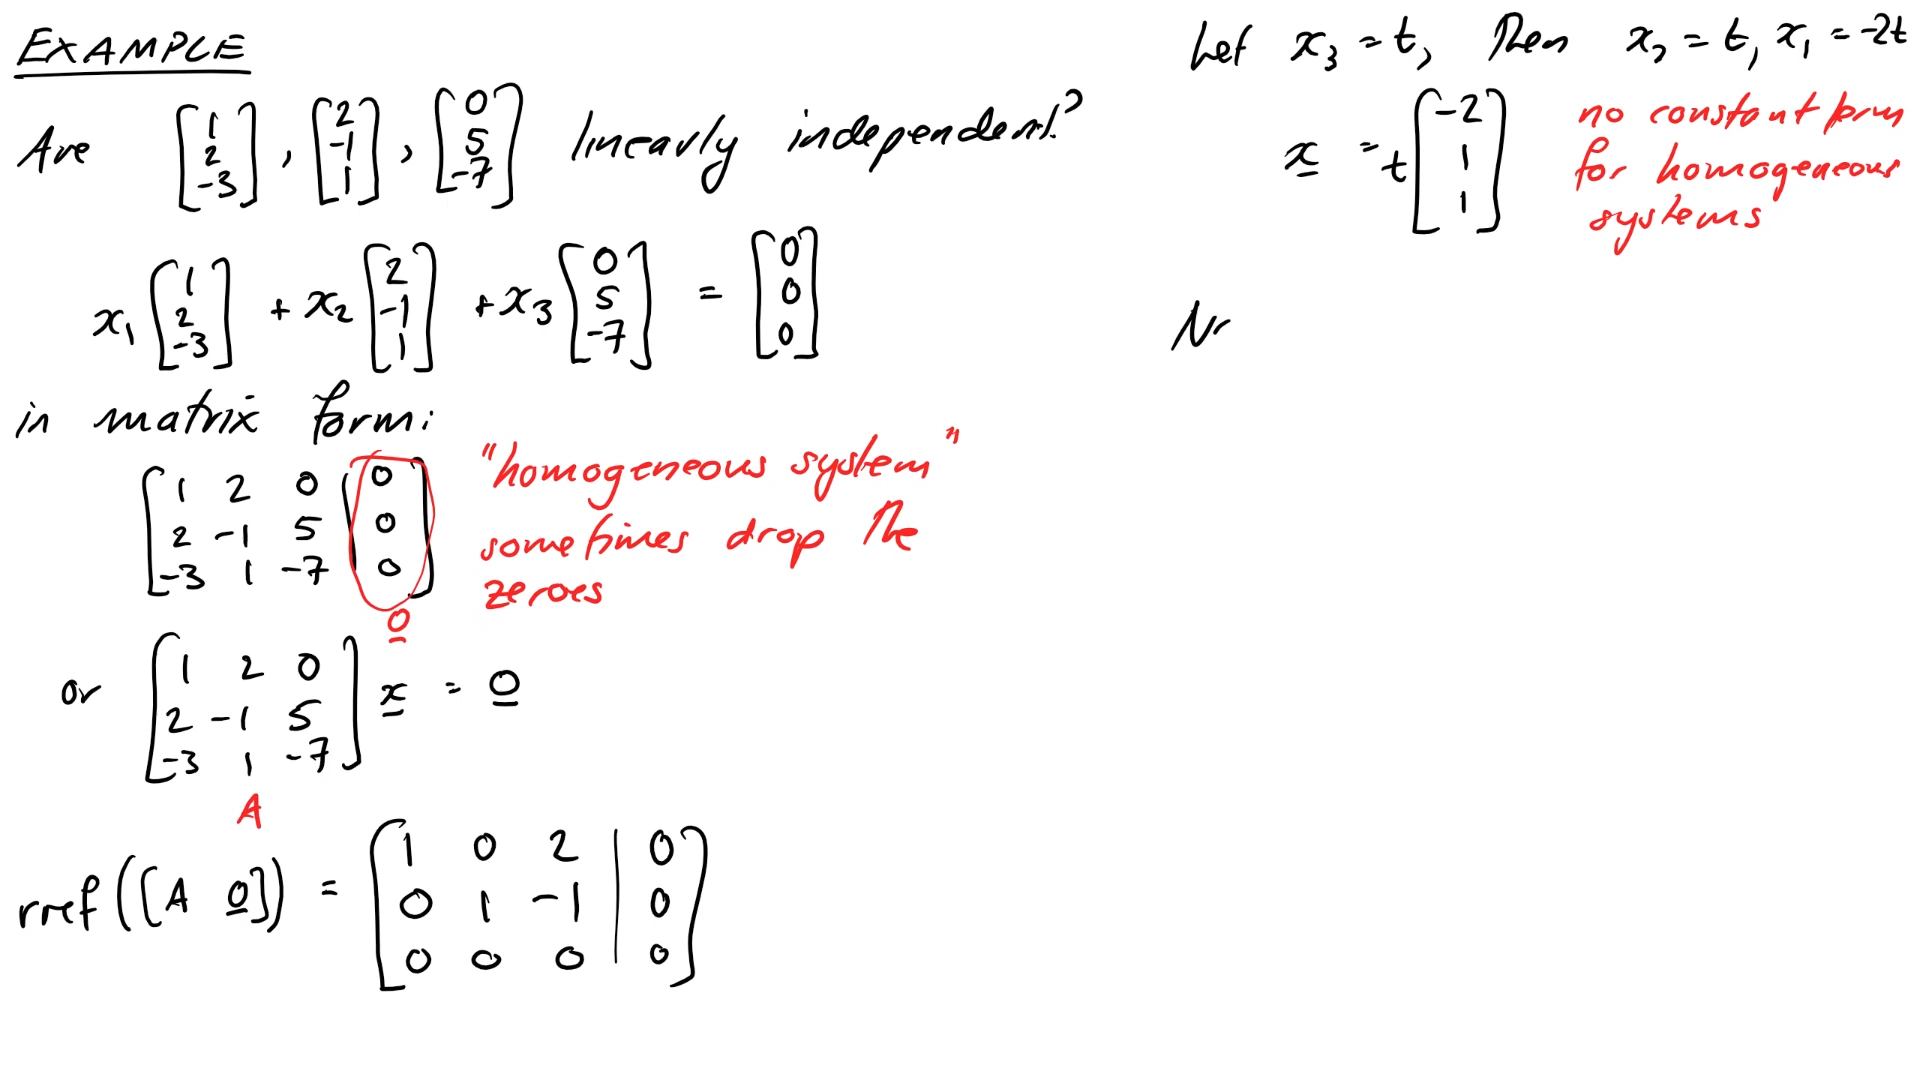 EXAMPLE
Are [1 2 -3], [2 -1 1], [0 5 -7] linearly independent?
x₁ [1 2 -3] + x₂ [2 -1 1] + x₃ [0 5 -7] = [0 0 0]
in matrix form:
[1 2 0 | 0
2 -1 5 | 0
-3 1 -7 | 0]
0
"homogeneous system"
sometimes drop the
zeroes
or [1 2 0
2 -1 5
-3 1 -7] x = 0
A
rref([A 0]) = [1 0 2 | 0
0 1 -1 | 0
0 0 0 | 0]
Let x₃ = t, Then x₂ = t, x₁ = -2t
x = t [-2 1 1]
no constant term
for homogeneous
systems